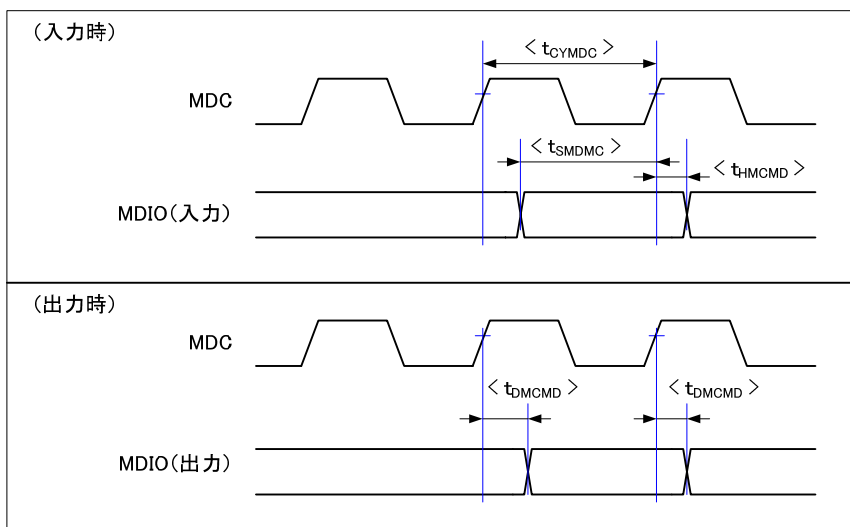 (入力時)
< tCYMDC >
MDC
< tSMDMC >
< tHMCMD >
MDIO(入力)
(出力時)
MDC
< tDMCMD >
< tDMCMD >
MDIO(出力)